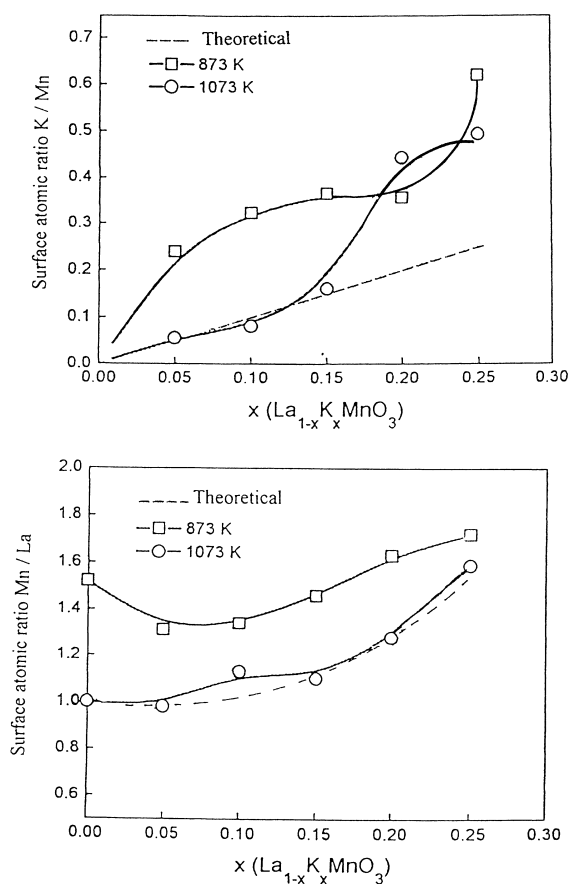 Surface atomic ratio K / Mn
0.7
0.6
0.5
0.4
0.3
0.2
0.1
0.0
Theoretical
873 K
1073 K
0.00 0.05 0.10 0.15 0.20 0.25 0.30
x (La1-xKxMnO3)
Surface atomic ratio Mn / La
2.0
1.8
1.6
1.4
1.2
1.0
0.8
0.6
Theoretical
873 K
1073 K
0.00 0.05 0.10 0.15 0.20 0.25 0.30
x (La1-xKxMnO3)